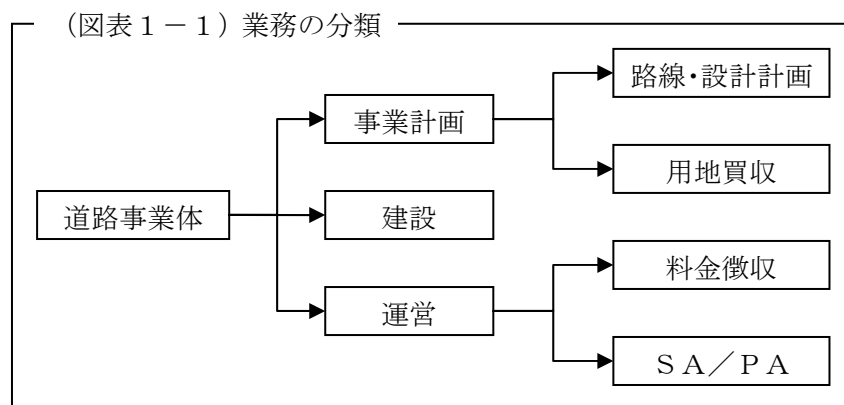 （図表１－１）業務の分類
道路事業体
事業計画
路線・設計計画
用地買収
建設
運営
料金徴収
ＳＡ／ＰＡ